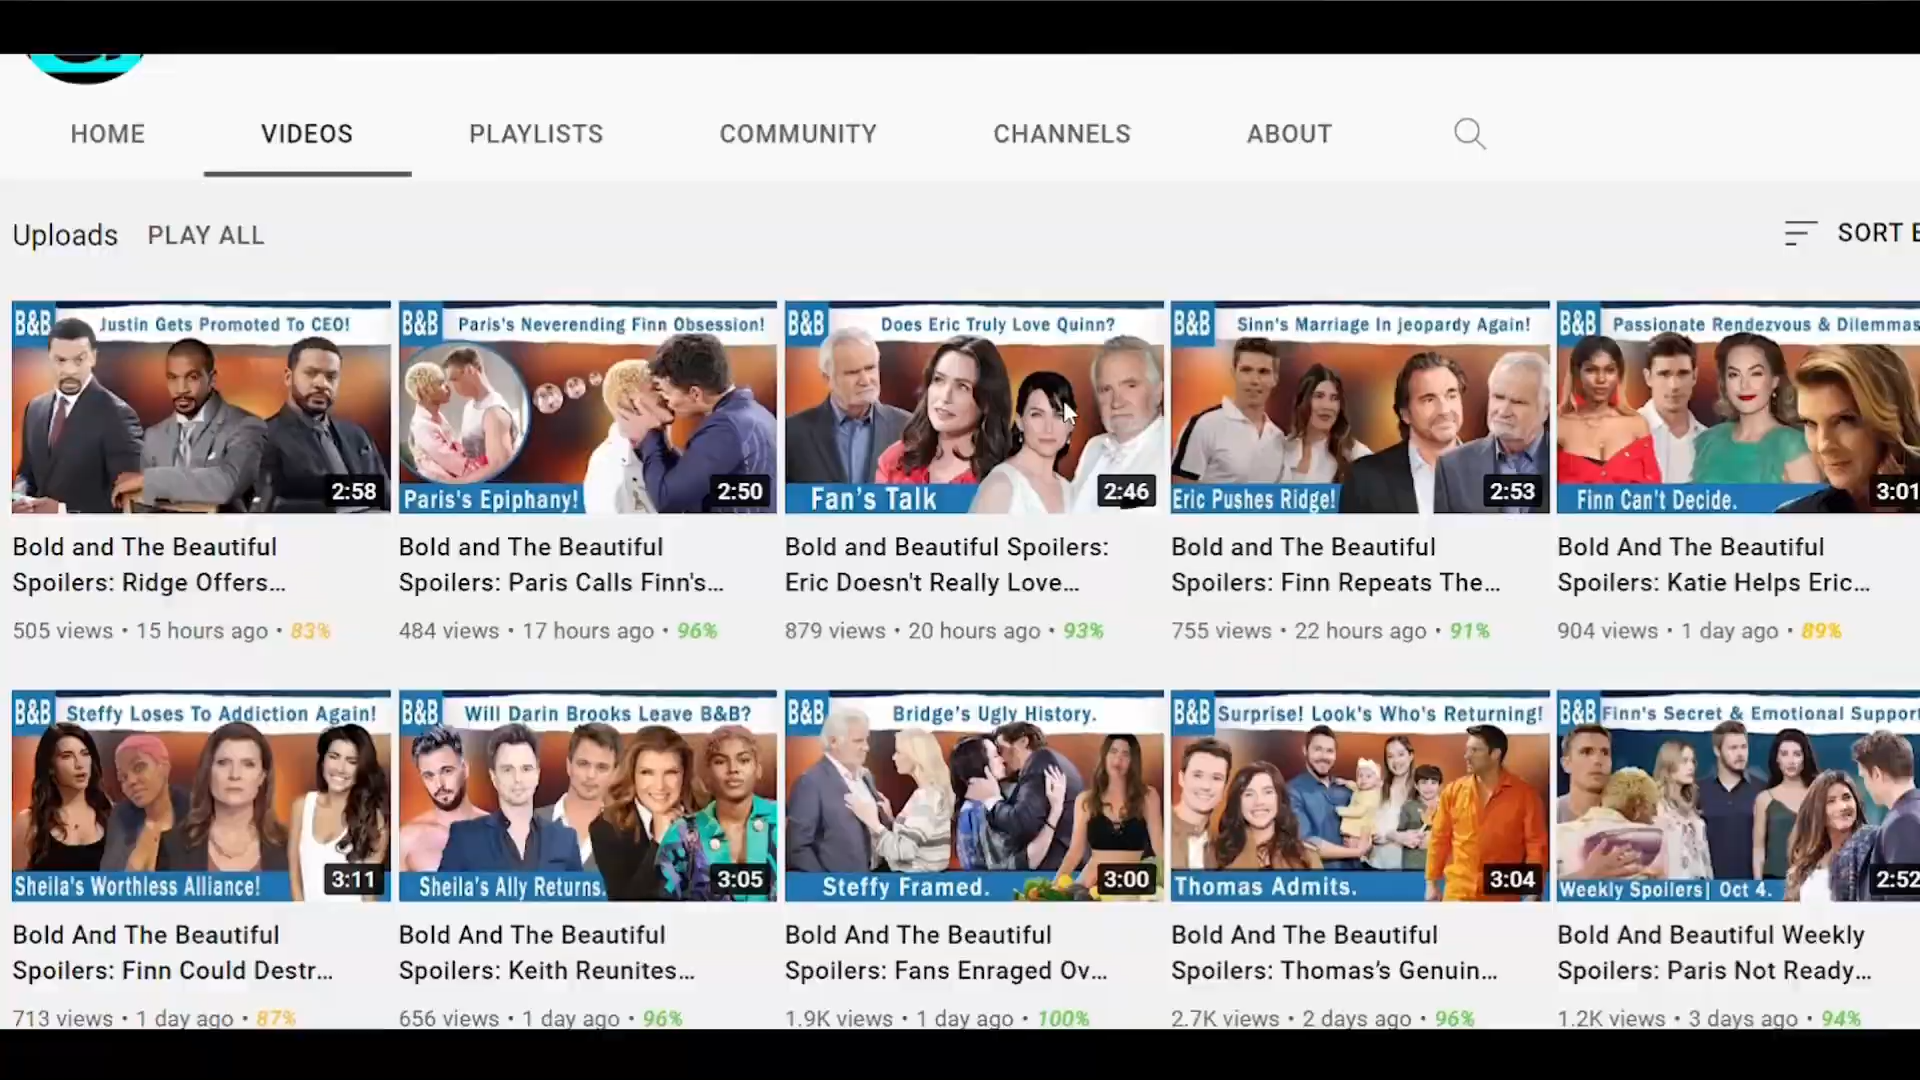 HOME VIDEOS PLAYLISTS COMMUNITY CHANNELS ABOUT
Uploads PLAY ALL
SORT
B&B Justin Gets Promoted To CEO!
2:58
B&B Paris's Neverending Finn Obsession!
Paris's Epiphany!
2:50
B&B Does Eric Truly Love Quinn?
Fan's Talk
2:46
B&B Sinn's Marriage In jeopardy Again!
Eric Pushes Ridge!
2:53
B&B Passionate Rendezvous & Dilemmas
Finn Can't Decide.
3:01
Bold and The Beautiful
Spoilers: Ridge Offers...
505 views • 15 hours ago • 83%
Bold and The Beautiful
Spoilers: Paris Calls Finn's...
484 views • 17 hours ago • 96%
Bold and Beautiful Spoilers:
Eric Doesn't Really Love...
879 views • 20 hours ago • 93%
Bold and The Beautiful
Spoilers: Finn Repeats The...
755 views • 22 hours ago • 91%
Bold And The Beautiful
Spoilers: Katie Helps Eric...
904 views • 1 day ago • 89%
B&B Steffy Loses To Addiction Again!
Sheila's Worthless Alliance!
3:11
B&B Will Darin Brooks Leave B&B?
Sheila's Ally Returns.
3:05
B&B Bridge's Ugly History.
Steffy Framed.
3:00
B&B Surprise! Look's Who's Returning!
Thomas Admits.
3:04
B&B Finn's Secret & Emotional Support
Weekly Spoilers| Oct 4.
2:52
Bold And The Beautiful
Spoilers: Finn Could Destr...
713 views • 1 day ago • 87%
Bold And The Beautiful
Spoilers: Keith Reunites...
656 views • 1 day ago • 96%
Bold And The Beautiful
Spoilers: Fans Enraged Ov...
1.9K views • 1 day ago • 100%
Bold And The Beautiful
Spoilers: Thomas's Genuin...
2.7K views • 2 days ago • 96%
Bold And Beautiful Weekly
Spoilers: Paris Not Ready...
1.2K views • 3 days ago • 94%